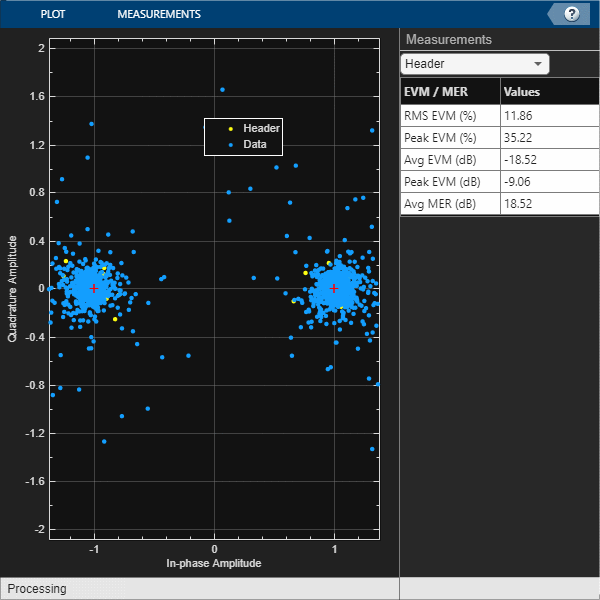 PLOT MEASUREMENTS ?
Measurements
Header
EVM / MER Values
RMS EVM (%) 11.86
Peak EVM (%) 35.22
Avg EVM (dB) -18.52
Peak EVM (dB) -9.06
Avg MER (dB) 18.52
2
1.6
1.2
0.8
0.4
0
-0.4
-0.8
-1.2
-1.6
-2
Quadrature Amplitude
Header
Data
-1 0 1
In-phase Amplitude
Processing